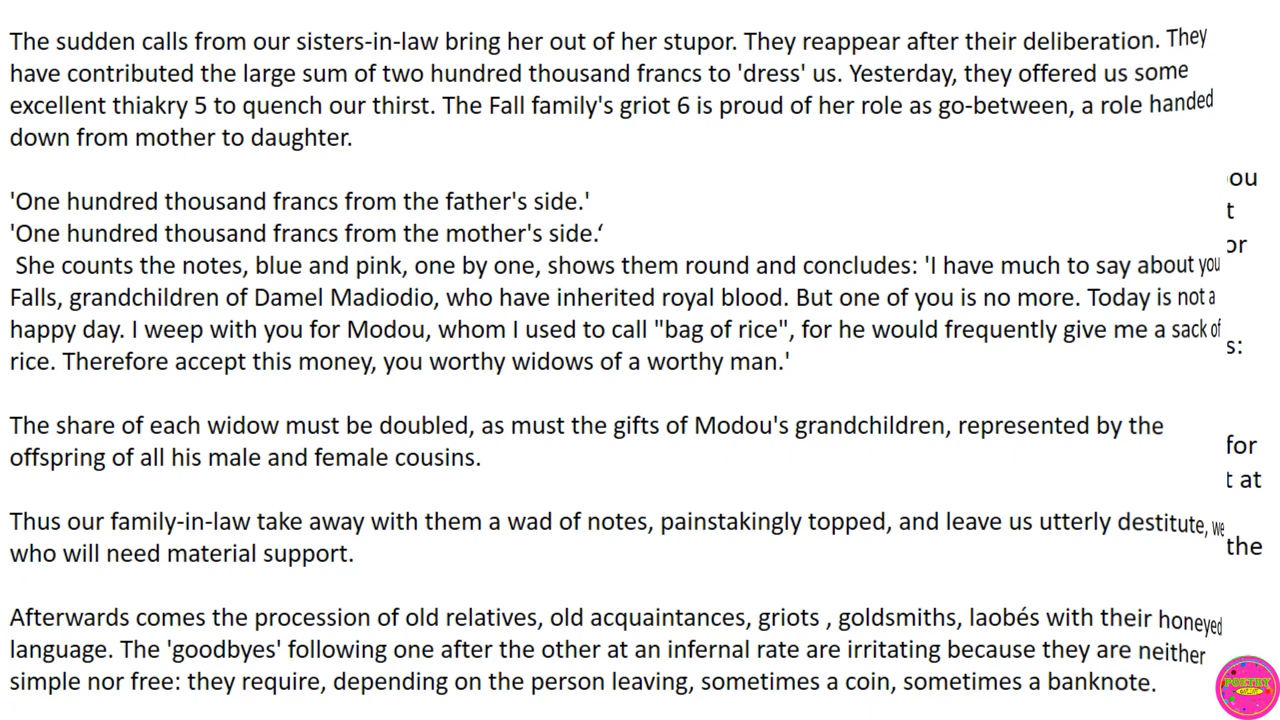 The sudden calls from our sisters-in-law bring her out of her stupor. They reappear after their deliberation. They
have contributed the large sum of two hundred thousand francs to 'dress' us. Yesterday, they offered us some
excellent thiakry 5 to quench our thirst. The Fall family's griot 6 is proud of her role as go-between, a role handed
down from mother to daughter.
ou
'One hundred thousand francs from the father's side.'
t
'One hundred thousand francs from the mother's side.‘
or
She counts the notes, blue and pink, one by one, shows them round and concludes: 'I have much to say about you
Falls, grandchildren of Damel Madiodio, who have inherited royal blood. But one of you is no more. Today is not a
happy day. I weep with you for Modou, whom I used to call "bag of rice", for he would frequently give me a sack of
s:
rice. Therefore accept this money, you worthy widows of a worthy man.'
The share of each widow must be doubled, as must the gifts of Modou's grandchildren, represented by the
for
offspring of all his male and female cousins.
t at
Thus our family-in-law take away with them a wad of notes, painstakingly topped, and leave us utterly destitute, we
the
who will need material support.
Afterwards comes the procession of old relatives, old acquaintances, griots , goldsmiths, laobés with their honeyed
language. The 'goodbyes' following one after the other at an infernal rate are irritating because they are neither
simple nor free: they require, depending on the person leaving, sometimes a coin, sometimes a banknote.
POETRY